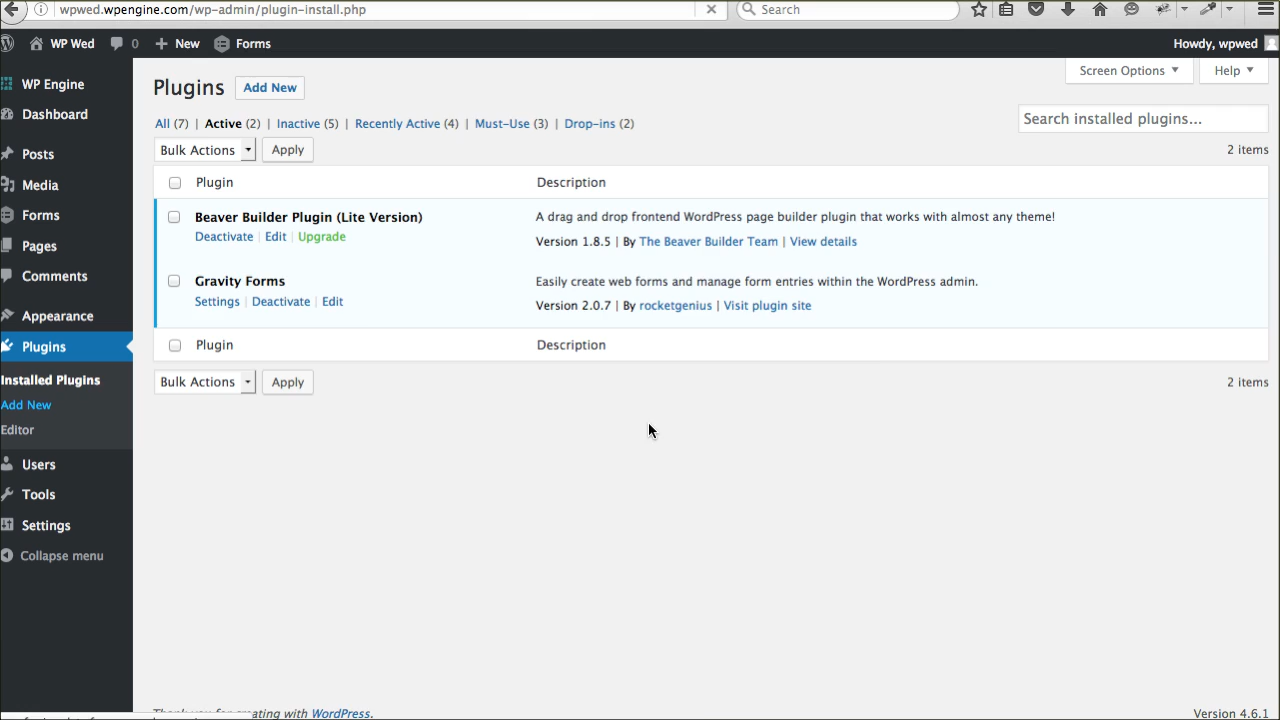 wpwed.wpengine.com/wp-admin/plugin-install.php
Search
WP Wed 0 New Forms Howdy, wpwed
WP Engine
Dashboard
Posts
Media
Forms
Pages
Comments
Appearance
Plugins
Installed Plugins
Add New
Editor
Users
Tools
Settings
Collapse menu
Screen Options Help
Plugins Add New
All (7) | Active (2) | Inactive (5) | Recently Active (4) | Must-Use (3) | Drop-ins (2)
Search installed plugins...
Bulk Actions Apply 2 items
Plugin Description
Beaver Builder Plugin (Lite Version) A drag and drop frontend WordPress page builder plugin that works with almost any theme!
Deactivate | Edit | Upgrade Version 1.8.5 | By The Beaver Builder Team | View details
Gravity Forms Easily create web forms and manage form entries within the WordPress admin.
Settings | Deactivate | Edit Version 2.0.7 | By rocketgenius | Visit plugin site
Plugin Description
Bulk Actions Apply 2 items
Thank you for creating with WordPress. Version 4.6.1